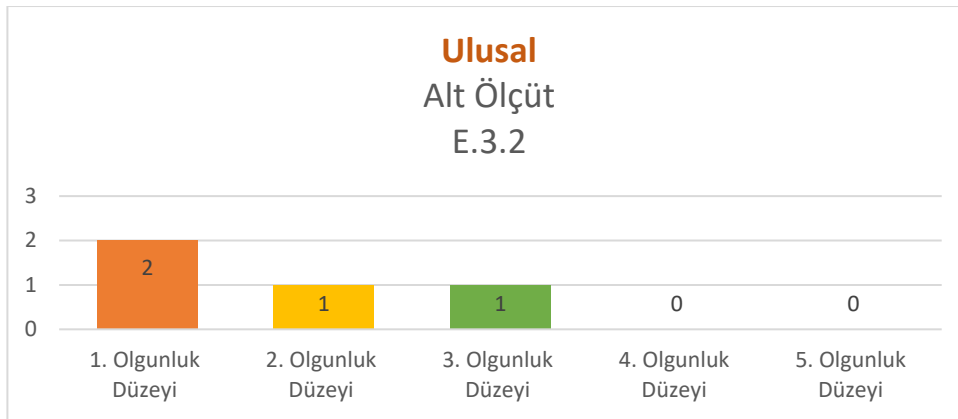 Ulusal
Alt Ölçüt
E.3.2
3
2
1
0
2
1
1
0
0
1. Olgunluk
Düzeyi
2. Olgunluk
Düzeyi
3. Olgunluk
Düzeyi
4. Olgunluk
Düzeyi
5. Olgunluk
Düzeyi